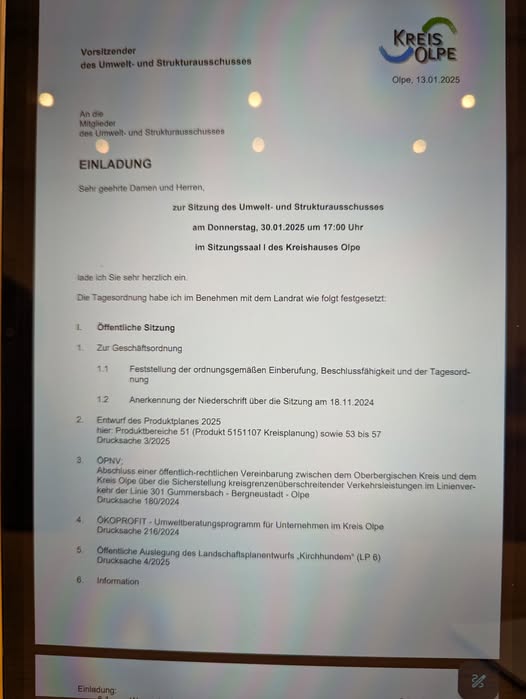 Vorsitzender
des Umwelt- und Strukturausschusses
KREIS
OLPE
Olpe, 13.01.2025
An die
Mitglieder
des Umwelt- und Strukturausschusses
EINLADUNG
Sehr geehrte Damen und Herren,
zur Sitzung des Umwelt- und Strukturausschusses
am Donnerstag, 30.01.2025 um 17:00 Uhr
im Sitzungssaal I des Kreishauses Olpe
lade ich Sie sehr herzlich ein.
Die Tagesordnung habe ich im Benehmen mit dem Landrat wie folgt festgesetzt:
I. Öffentliche Sitzung
1. Zur Geschäftsordnung
1.1 Feststellung der ordnungsgemäßen Einberufung, Beschlussfähigkeit und der Tagesord-
nung
1.2 Anerkennung der Niederschrift über die Sitzung am 18.11.2024
2. Entwurf des Produktplanes 2025
hier: Produktbereiche 51 (Produkt 5151107 Kreisplanung) sowie 53 bis 57
Drucksache 3/2025
3. ÖPNV;
Abschluss einer öffentlich-rechtlichen Vereinbarung zwischen dem Oberbergischen Kreis und dem
Kreis Olpe über die Sicherstellung kreisgrenzenüberschreitender Verkehrsleistungen im Linienver-
kehr der Linie 301 Gummersbach - Bergneustadt - Olpe
Drucksache 180/2024
4. ÖKOPROFIT - Umweltberatungsprogramm für Unternehmen im Kreis Olpe
Drucksache 216/2024
5. Öffentliche Auslegung des Landschaftsplanentwurfs „Kirchhundem“ (LP 6)
Drucksache 4/2025
6. Information
Einladung: